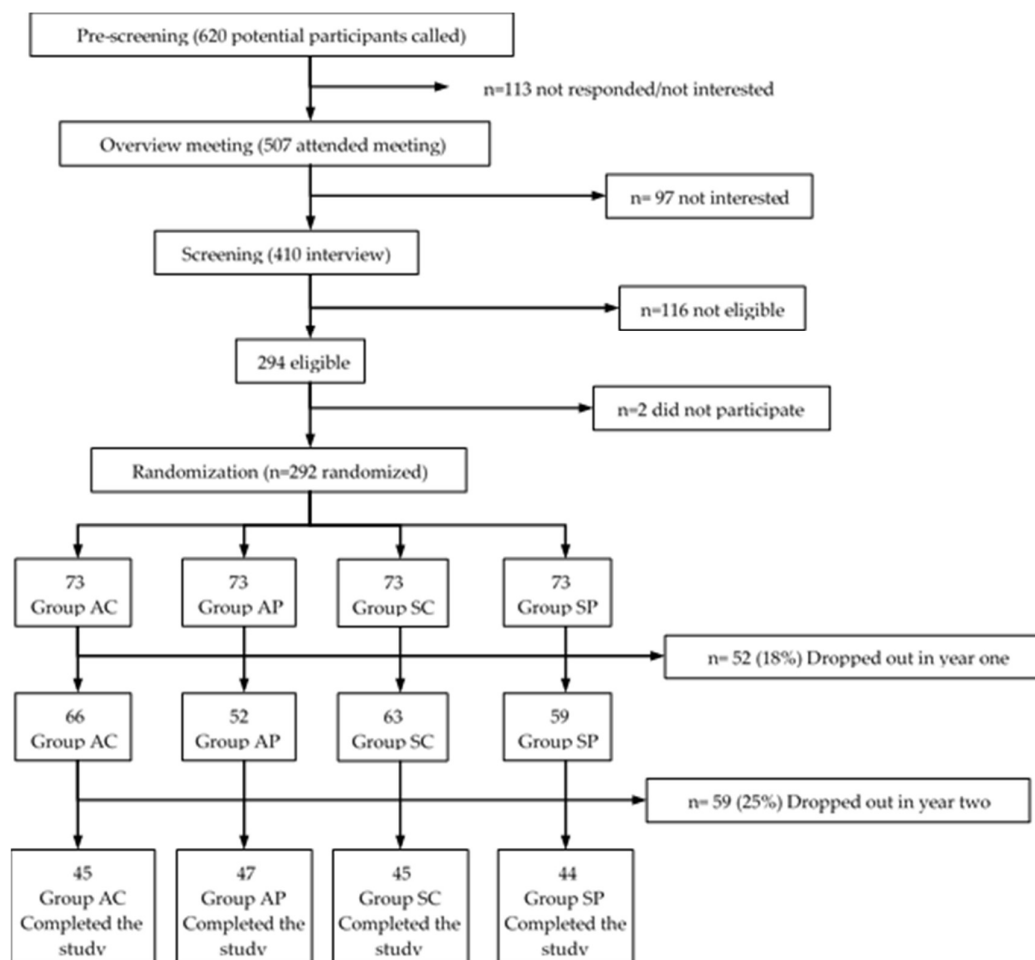 Pre-screening (620 potential participants called)
n=113 not responded/not interested
Overview meeting (507 attended meeting)
n= 97 not interested
Screening (410 interview)
n=116 not eligible
294 eligible
n=2 did not participate
Randomization (n=292 randomized)
73
Group AC
73
Group AP
73
Group SC
73
Group SP
n= 52 (18%) Dropped out in year one
66
Group AC
52
Group AP
63
Group SC
59
Group SP
n= 59 (25%) Dropped out in year two
45
Group AC
Completed the
study
47
Group AP
Completed the
study
45
Group SC
Completed the
study
44
Group SP
Completed the
study